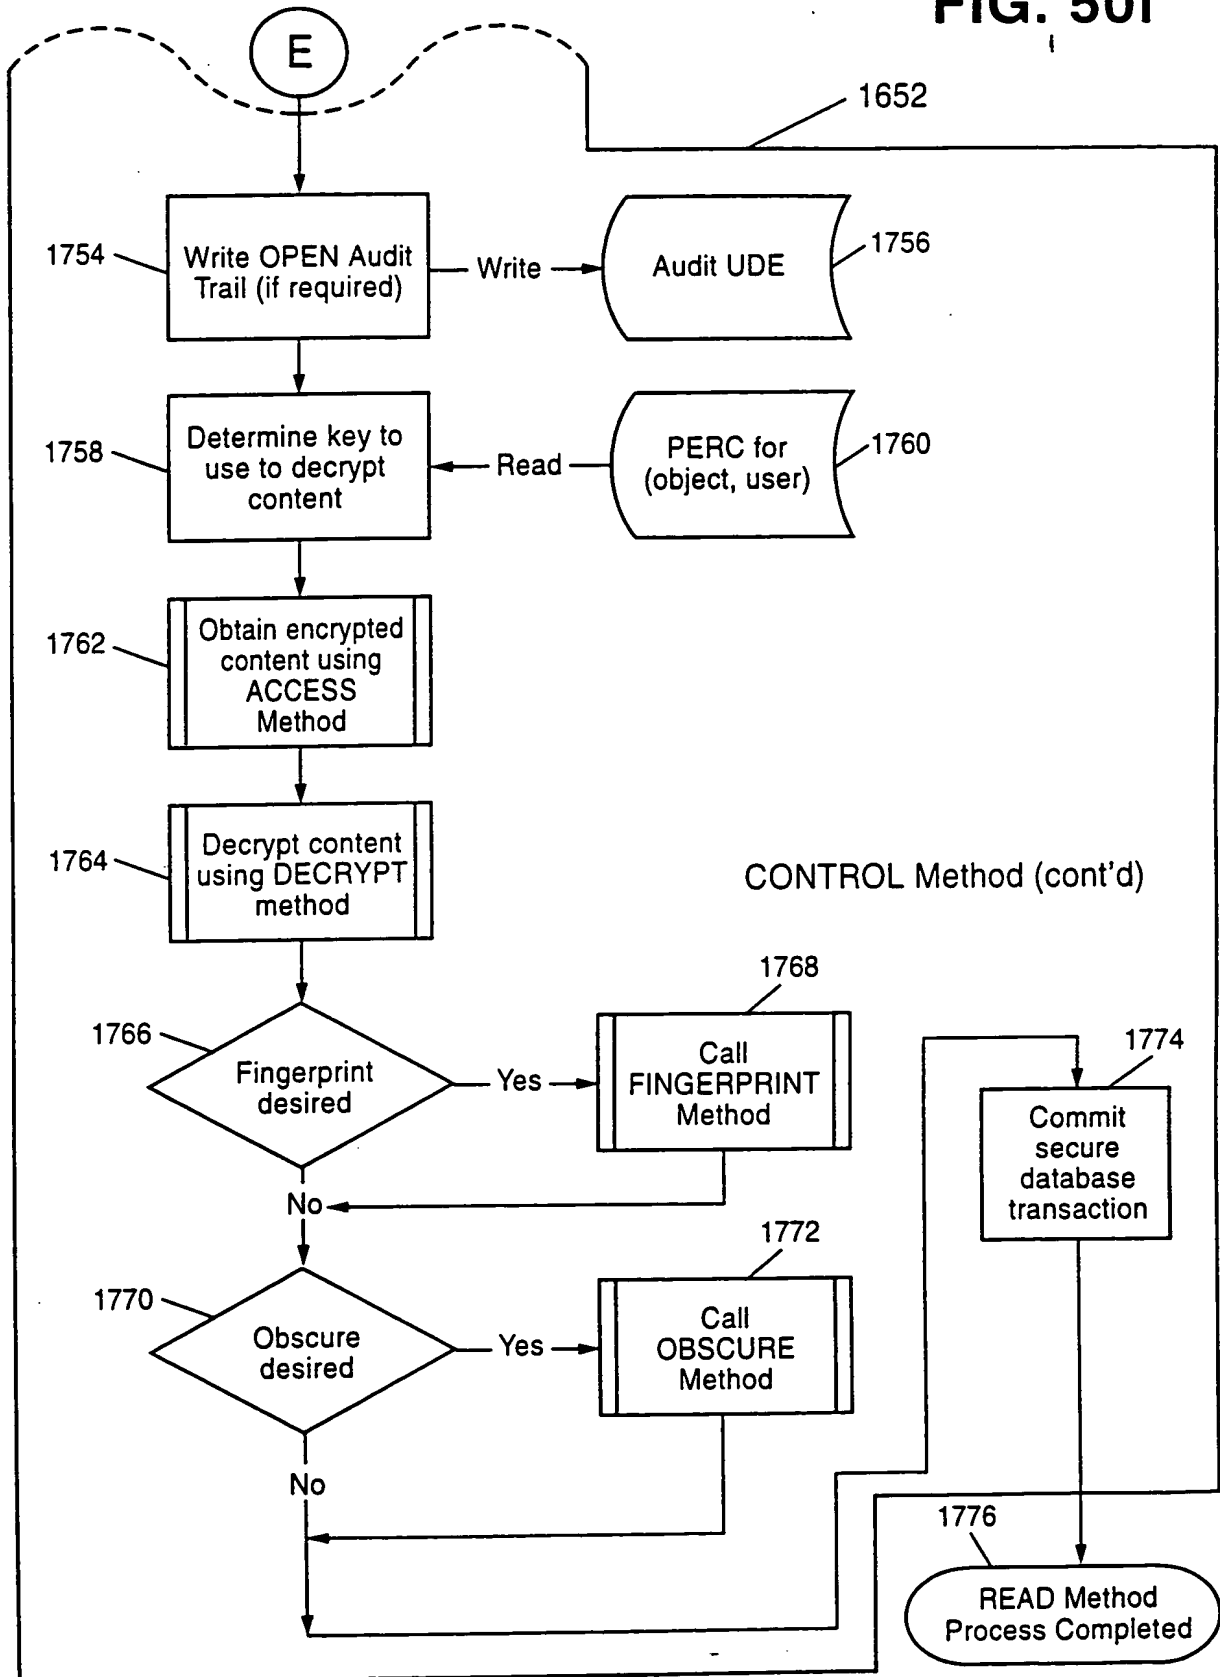 FIG. 50f
E
1652
1754
Write OPEN Audit
Trail (if required)
Write
Audit UDE
1756
1758
Determine key to
use to decrypt
content
Read
PERC for
(object, user)
1760
1762
Obtain encrypted
content using
ACCESS
Method
1764
Decrypt content
using DECRYPT
method
CONTROL Method (cont'd)
1766
Fingerprint
desired
Yes
1768
Call
FINGERPRINT
Method
No
1770
Obscure
desired
Yes
1772
Call
OBSCURE
Method
No
1774
Commit
secure
database
transaction
1776
READ Method
Process Completed